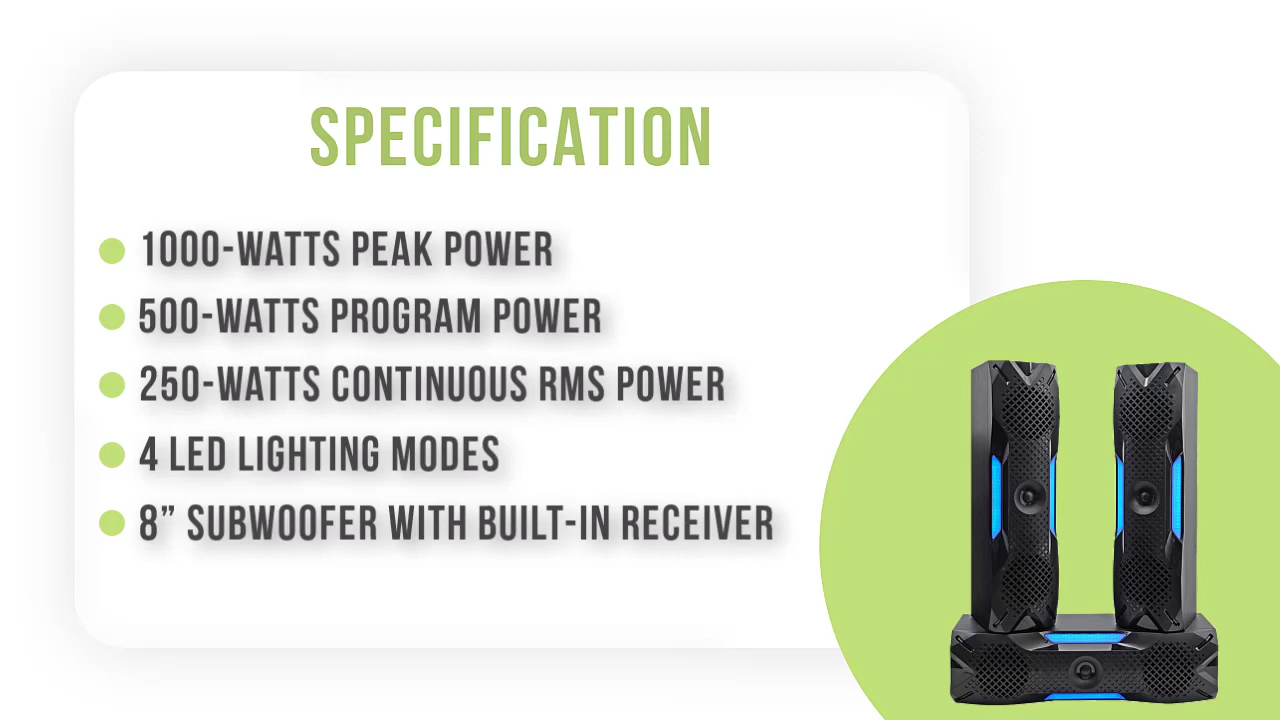 SPECIFICATION
1000-WATTS PEAK POWER
500-WATTS PROGRAM POWER
250-WATTS CONTINUOUS RMS POWER
4 LED LIGHTING MODES
8” SUBWOOFER WITH BUILT-IN RECEIVER